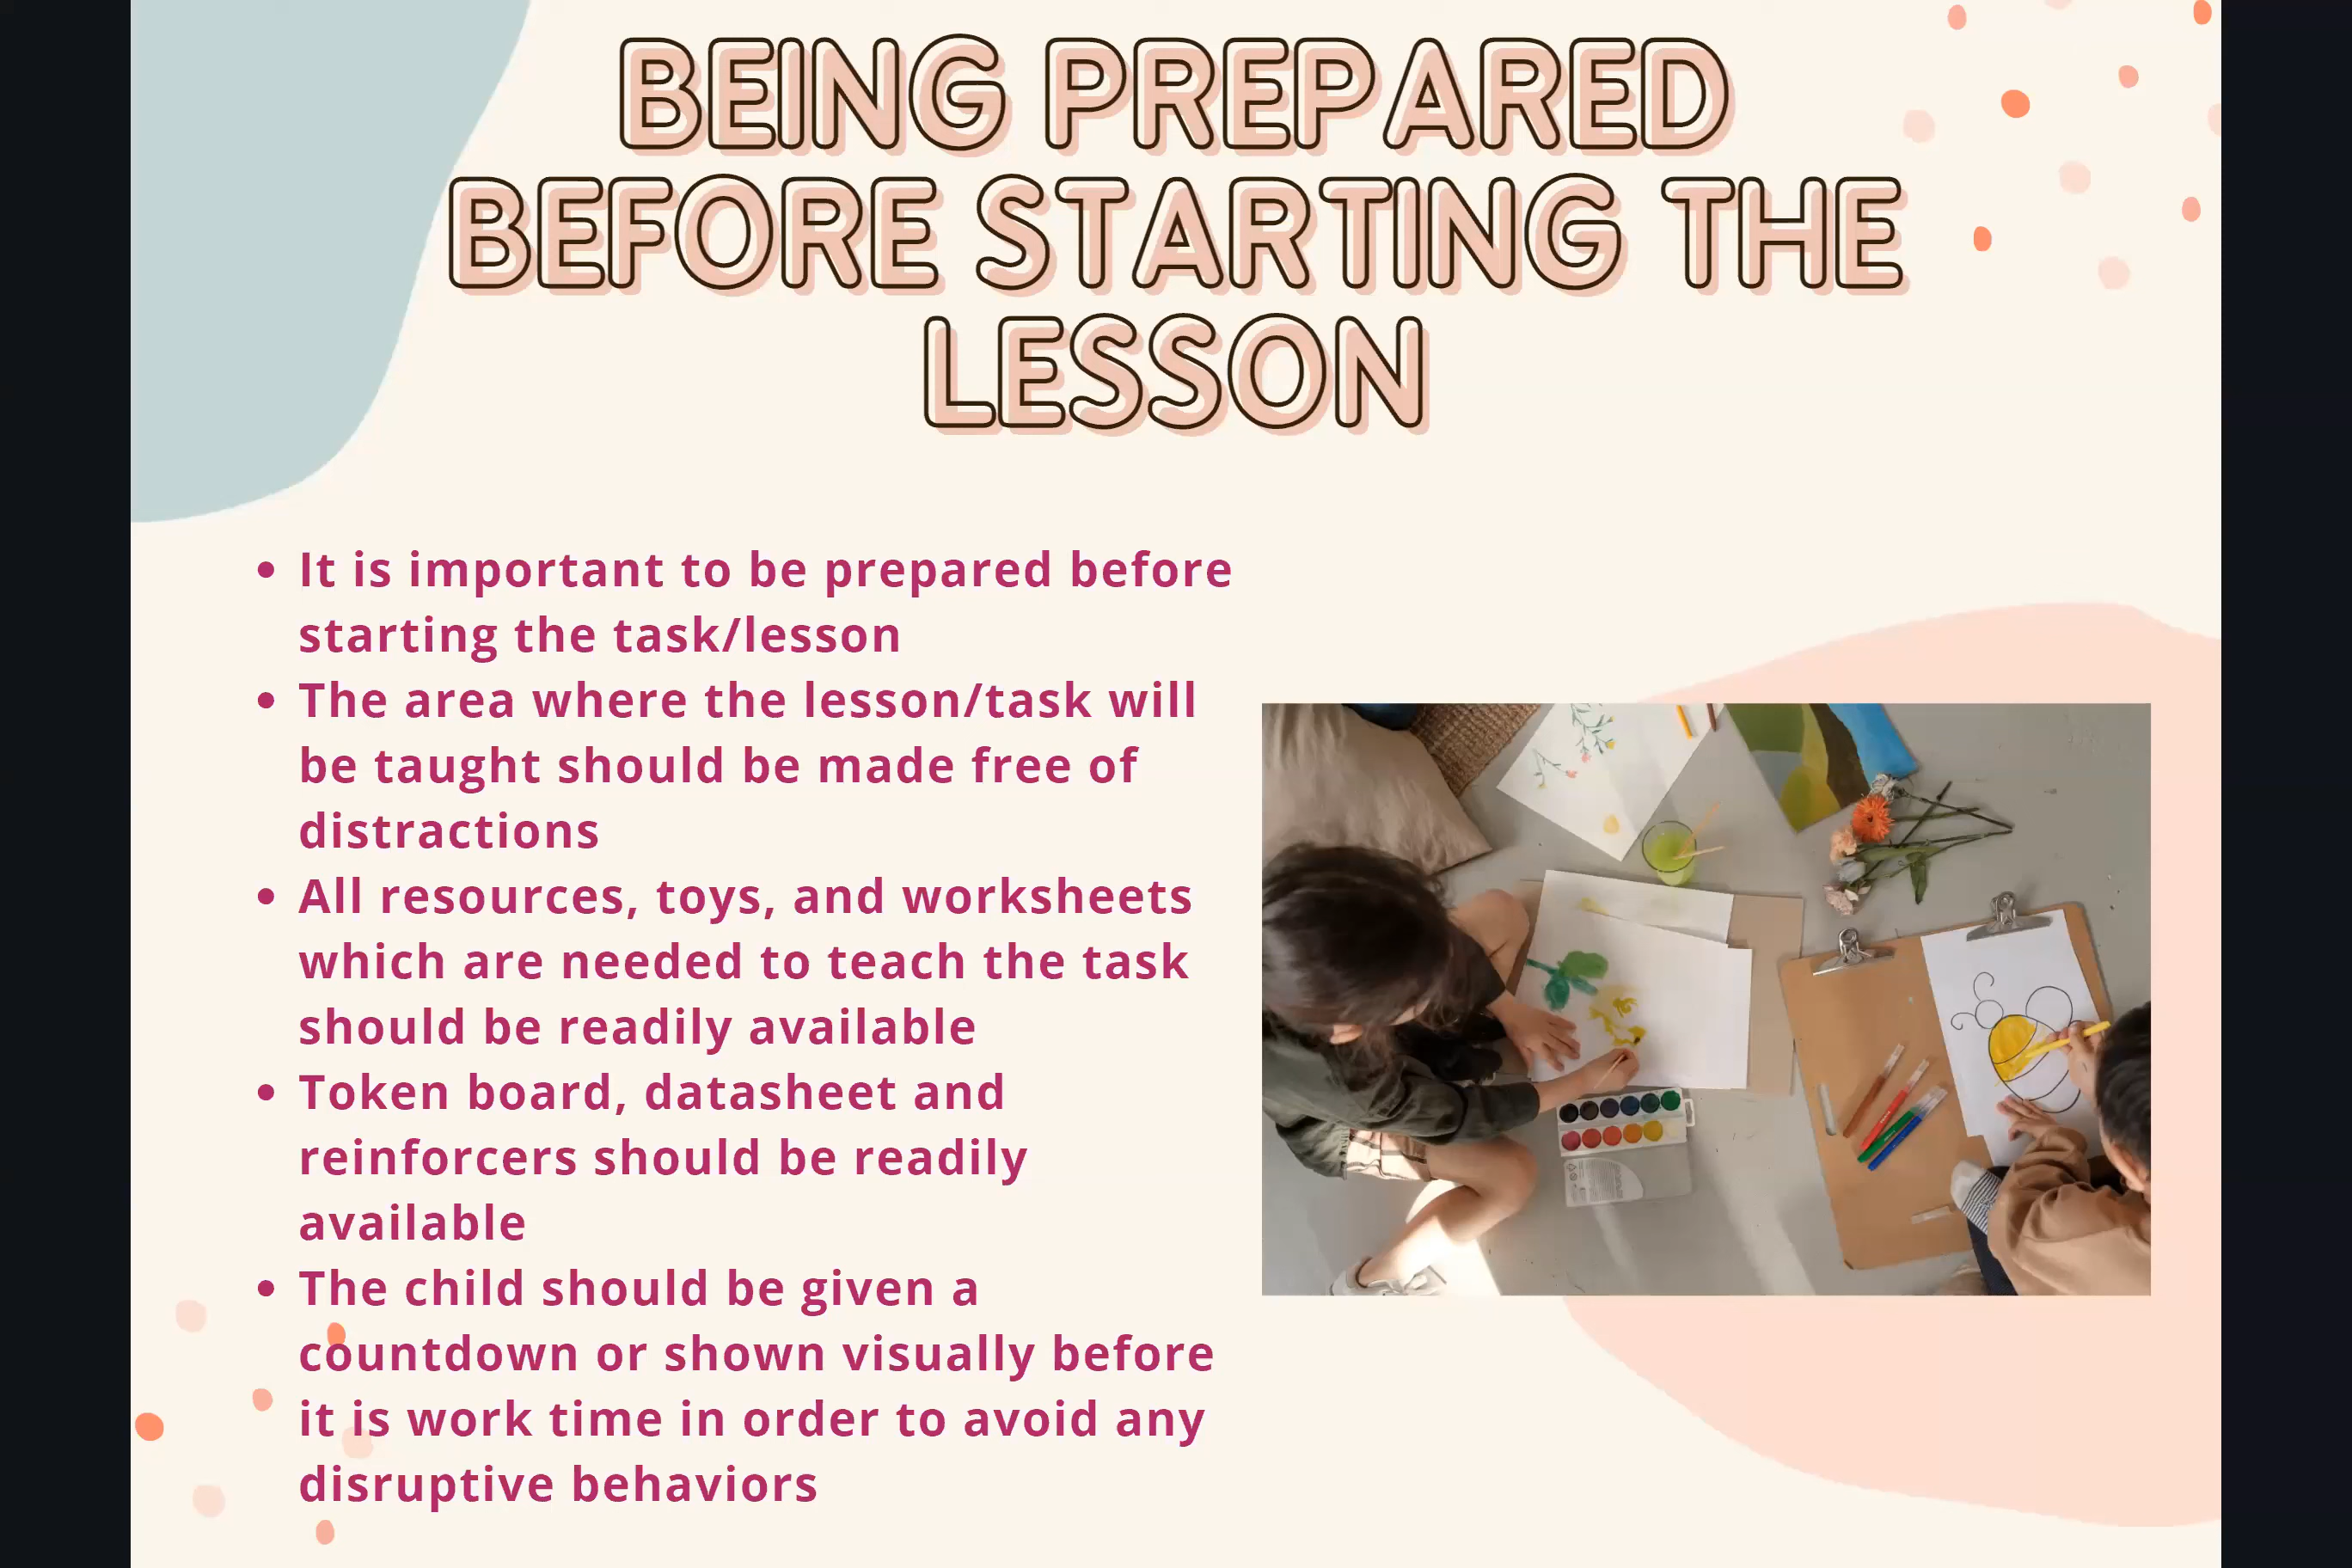 BEING PREPARED
BEFORE STARTING THE
LESSON
• It is important to be prepared before
starting the task/lesson
• The area where the lesson/task will
be taught should be made free of
distractions
• All resources, toys, and worksheets
which are needed to teach the task
should be readily available
• Token board, datasheet and
reinforcers should be readily
available
• The child should be given a
countdown or shown visually before
it is work time in order to avoid any
disruptive behaviors